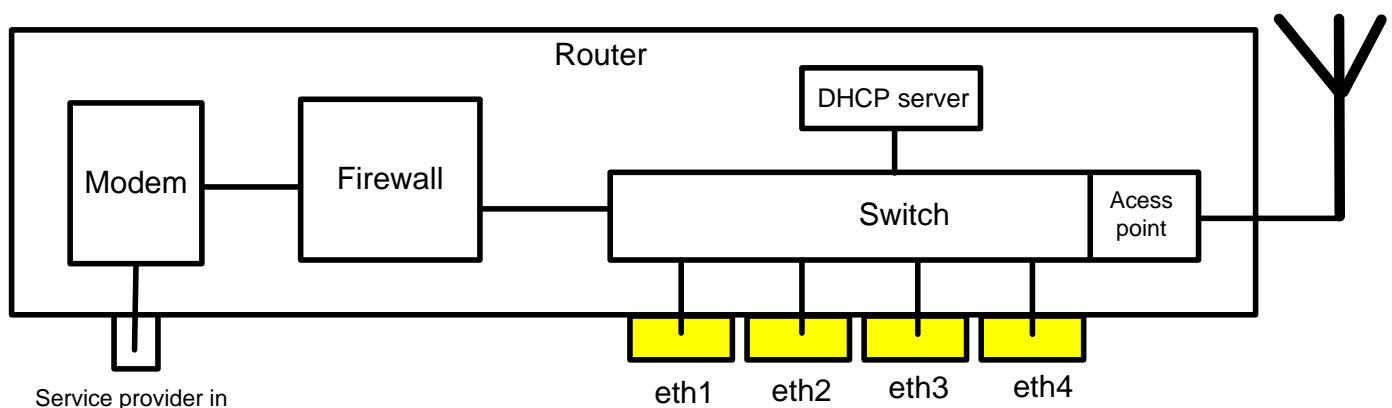 Router
DHCP server
Modem
Firewall
Switch
Acess
point
eth1
eth2
eth3
eth4
Service provider in